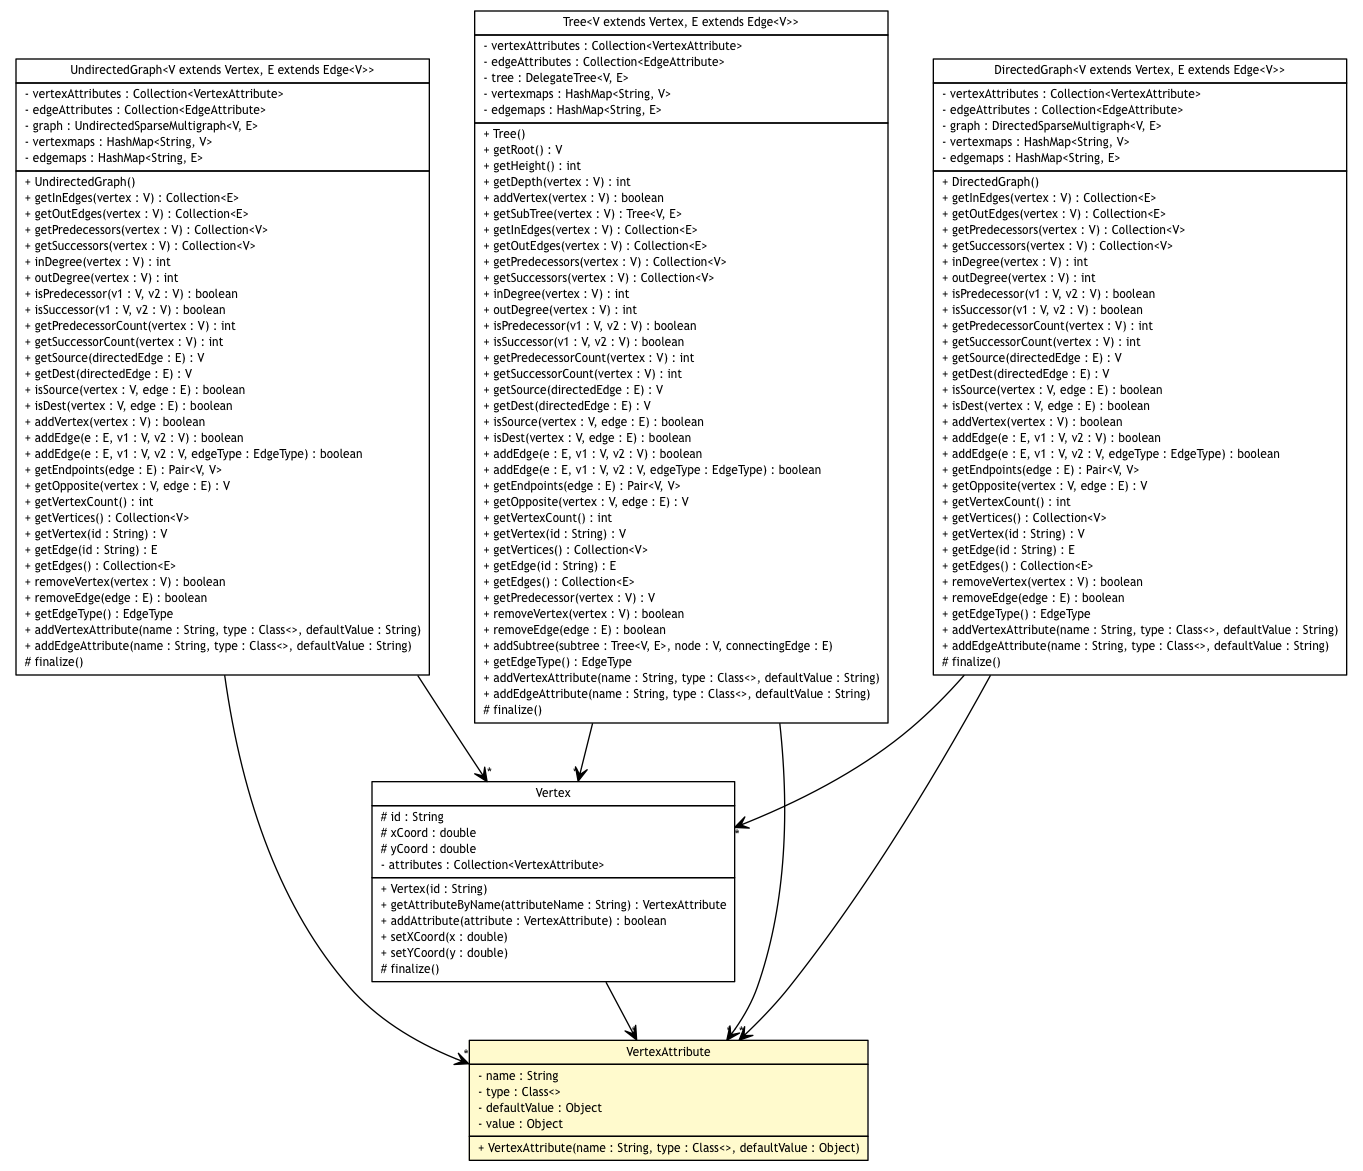 UndirectedGraph<V extends Vertex, E extends Edge<V>>
- vertexAttributes : Collection<VertexAttribute>
- edgeAttributes : Collection<EdgeAttribute>
- graph : UndirectedSparseMultigraph<V, E>
- vertexmaps : HashMap<String, V>
- edgemaps : HashMap<String, E>
+ UndirectedGraph()
+ getInEdges(vertex : V) : Collection<E>
+ getOutEdges(vertex : V) : Collection<E>
+ getPredecessors(vertex : V) : Collection<V>
+ getSuccessors(vertex : V) : Collection<V>
+ inDegree(vertex : V) : int
+ outDegree(vertex : V) : int
+ isPredecessor(v1 : V, v2 : V) : boolean
+ isSuccessor(v1 : V, v2 : V) : boolean
+ getPredecessorCount(vertex : V) : int
+ getSuccessorCount(vertex : V) : int
+ getSource(directedEdge : E) : V
+ getDest(directedEdge : E) : V
+ isSource(vertex : V, edge : E) : boolean
+ isDest(vertex : V, edge : E) : boolean
+ addVertex(vertex : V) : boolean
+ addEdge(e : E, v1 : V, v2 : V) : boolean
+ addEdge(e : E, v1 : V, v2 : V, edgeType : EdgeType) : boolean
+ getEndpoints(edge : E) : Pair<V, V>
+ getOpposite(vertex : V, edge : E) : V
+ getVertexCount() : int
+ getVertices() : Collection<V>
+ getVertex(id : String) : V
+ getEdge(id : String) : E
+ getEdges() : Collection<E>
+ removeVertex(vertex : V) : boolean
+ removeEdge(edge : E) : boolean
+ getEdgeType() : EdgeType
+ addVertexAttribute(name : String, type : Class<>, defaultValue : String)
+ addEdgeAttribute(name : String, type : Class<>, defaultValue : String)
# finalize()
Tree<V extends Vertex, E extends Edge<V>>
- vertexAttributes : Collection<VertexAttribute>
- edgeAttributes : Collection<EdgeAttribute>
- tree : DelegateTree<V, E>
- vertexmaps : HashMap<String, V>
- edgemaps : HashMap<String, E>
+ Tree()
+ getRoot() : V
+ getHeight() : int
+ getDepth(vertex : V) : int
+ addVertex(vertex : V) : boolean
+ getSubTree(vertex : V) : Tree<V, E>
+ getInEdges(vertex : V) : Collection<E>
+ getOutEdges(vertex : V) : Collection<E>
+ getPredecessors(vertex : V) : Collection<V>
+ getSuccessors(vertex : V) : Collection<V>
+ inDegree(vertex : V) : int
+ outDegree(vertex : V) : int
+ isPredecessor(v1 : V, v2 : V) : boolean
+ isSuccessor(v1 : V, v2 : V) : boolean
+ getPredecessorCount(vertex : V) : int
+ getSuccessorCount(vertex : V) : int
+ getSource(directedEdge : E) : V
+ getDest(directedEdge : E) : V
+ isSource(vertex : V, edge : E) : boolean
+ isDest(vertex : V, edge : E) : boolean
+ addEdge(e : E, v1 : V, v2 : V) : boolean
+ addEdge(e : E, v1 : V, v2 : V, edgeType : EdgeType) : boolean
+ getEndpoints(edge : E) : Pair<V, V>
+ getOpposite(vertex : V, edge : E) : V
+ getVertexCount() : int
+ getVertex(id : String) : V
+ getVertices() : Collection<V>
+ getEdge(id : String) : E
+ getEdges() : Collection<E>
+ getPredecessor(vertex : V) : V
+ removeVertex(vertex : V) : boolean
+ removeEdge(edge : E) : boolean
+ addSubtree(subtree : Tree<V, E>, node : V, connectingEdge : E)
+ getEdgeType() : EdgeType
+ addVertexAttribute(name : String, type : Class<>, defaultValue : String)
+ addEdgeAttribute(name : String, type : Class<>, defaultValue : String)
# finalize()
DirectedGraph<V extends Vertex, E extends Edge<V>>
- vertexAttributes : Collection<VertexAttribute>
- edgeAttributes : Collection<EdgeAttribute>
- graph : DirectedSparseMultigraph<V, E>
- vertexmaps : HashMap<String, V>
- edgemaps : HashMap<String, E>
+ DirectedGraph()
+ getInEdges(vertex : V) : Collection<E>
+ getOutEdges(vertex : V) : Collection<E>
+ getPredecessors(vertex : V) : Collection<V>
+ getSuccessors(vertex : V) : Collection<V>
+ inDegree(vertex : V) : int
+ outDegree(vertex : V) : int
+ isPredecessor(v1 : V, v2 : V) : boolean
+ isSuccessor(v1 : V, v2 : V) : boolean
+ getPredecessorCount(vertex : V) : int
+ getSuccessorCount(vertex : V) : int
+ getSource(directedEdge : E) : V
+ getDest(directedEdge : E) : V
+ isSource(vertex : V, edge : E) : boolean
+ isDest(vertex : V, edge : E) : boolean
+ addVertex(vertex : V) : boolean
+ addEdge(e : E, v1 : V, v2 : V) : boolean
+ addEdge(e : E, v1 : V, v2 : V, edgeType : EdgeType) : boolean
+ getEndpoints(edge : E) : Pair<V, V>
+ getOpposite(vertex : V, edge : E) : V
+ getVertexCount() : int
+ getVertices() : Collection<V>
+ getVertex(id : String) : V
+ getEdge(id : String) : E
+ getEdges() : Collection<E>
+ removeVertex(vertex : V) : boolean
+ removeEdge(edge : E) : boolean
+ getEdgeType() : EdgeType
+ addVertexAttribute(name : String, type : Class<>, defaultValue : String)
+ addEdgeAttribute(name : String, type : Class<>, defaultValue : String)
# finalize()
Vertex
# id : String
# xCoord : double
# yCoord : double
- attributes : Collection<VertexAttribute>
+ Vertex(id : String)
+ getAttributeByName(attributeName : String) : VertexAttribute
+ addAttribute(attribute : VertexAttribute) : boolean
+ setXCoord(x : double)
+ setYCoord(y : double)
# finalize()
VertexAttribute
- name : String
- type : Class<>
- defaultValue : Object
- value : Object
+ VertexAttribute(name : String, type : Class<>, defaultValue : Object)